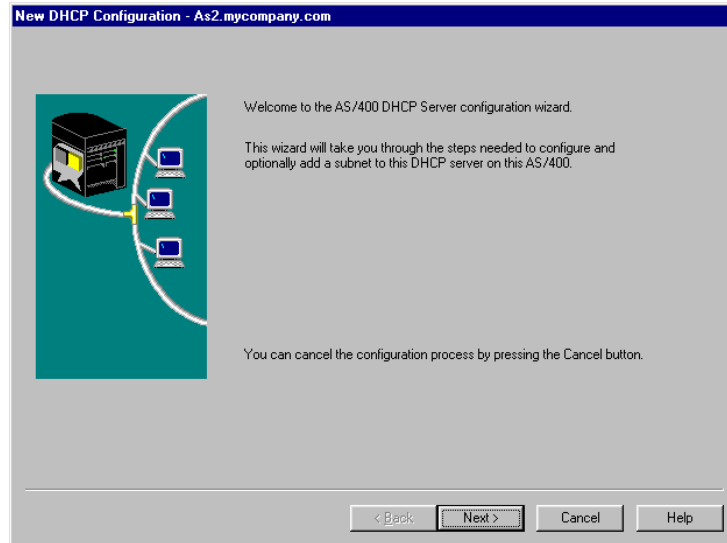 New DHCP Configuration - As2.mycompany.com
Welcome to the AS/400 DHCP Server configuration wizard.
This wizard will take you through the steps needed to configure and
optionally add a subnet to this DHCP server on this AS/400.
You can cancel the configuration process by pressing the Cancel button.
< Back
Next >
Cancel
Help